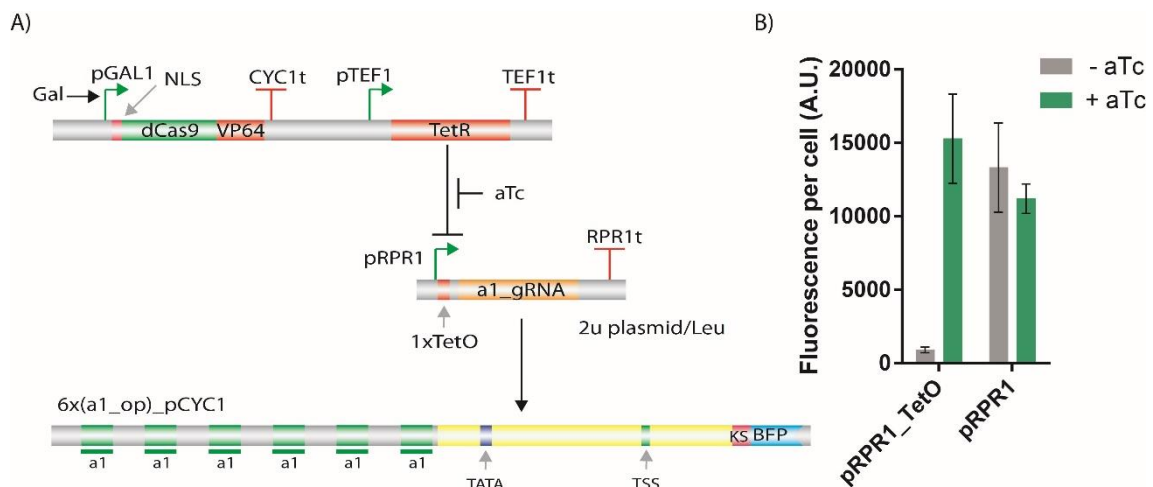 A)
pGAL1
NLS
CYC1t
pTEF1
TEF1t
Gal
dCas9
VP64
TetR
aTc
pRPR1
RPR1t
a1_gRNA
1xTetO
2u plasmid/Leu
6x(a1_op)_pCYC1
KS
BFP
a1
a1
a1
a1
a1
a1
TATA
TSS
B)
- aTc
+ aTc
Fluorescence per cell (A.U.)
20000
15000
10000
5000
0
pRPR1_TetO
pRPR1